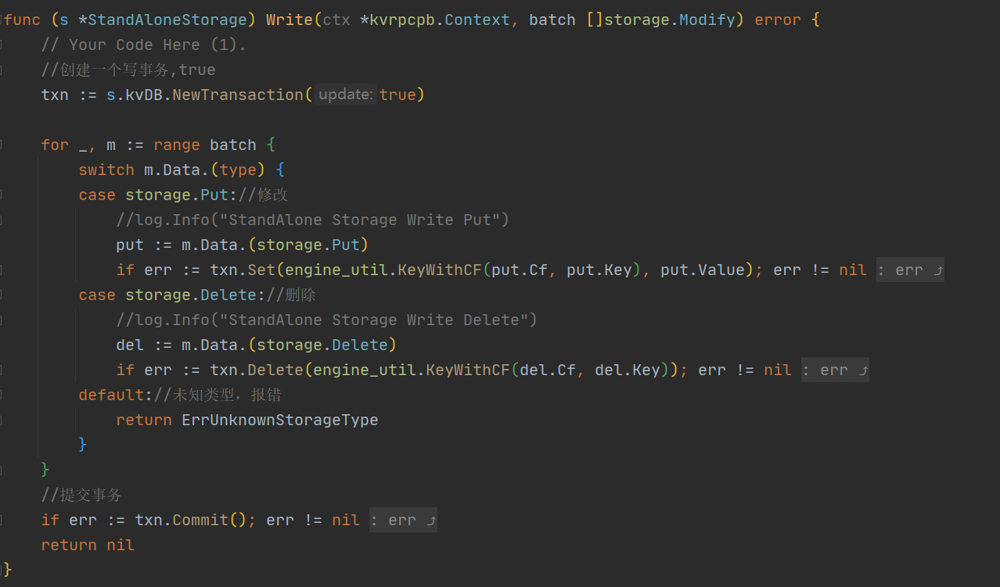 func (s *StandAloneStorage) Write(ctx *kvrpcpb.Context, batch []storage.Modify) error {
    // Your Code Here (1).
    //创建一个写事务,true
    txn := s.kvDB.NewTransaction( update: true)

    for _, m := range batch {
        switch m.Data.(type) {
        case storage.Put://修改
            //log.Info("StandAlone Storage Write Put")
            put := m.Data.(storage.Put)
            if err := txn.Set(engine_util.KeyWithCF(put.Cf, put.Key), put.Value); err != nil : err ⤴
        case storage.Delete://删除
            //log.Info("StandAlone Storage Write Delete")
            del := m.Data.(storage.Delete)
            if err := txn.Delete(engine_util.KeyWithCF(del.Cf, del.Key)); err != nil : err ⤴
        default://未知类型，报错
            return ErrUnknownStorageType
        }
    }
    //提交事务
    if err := txn.Commit(); err != nil : err ⤴
    return nil
}